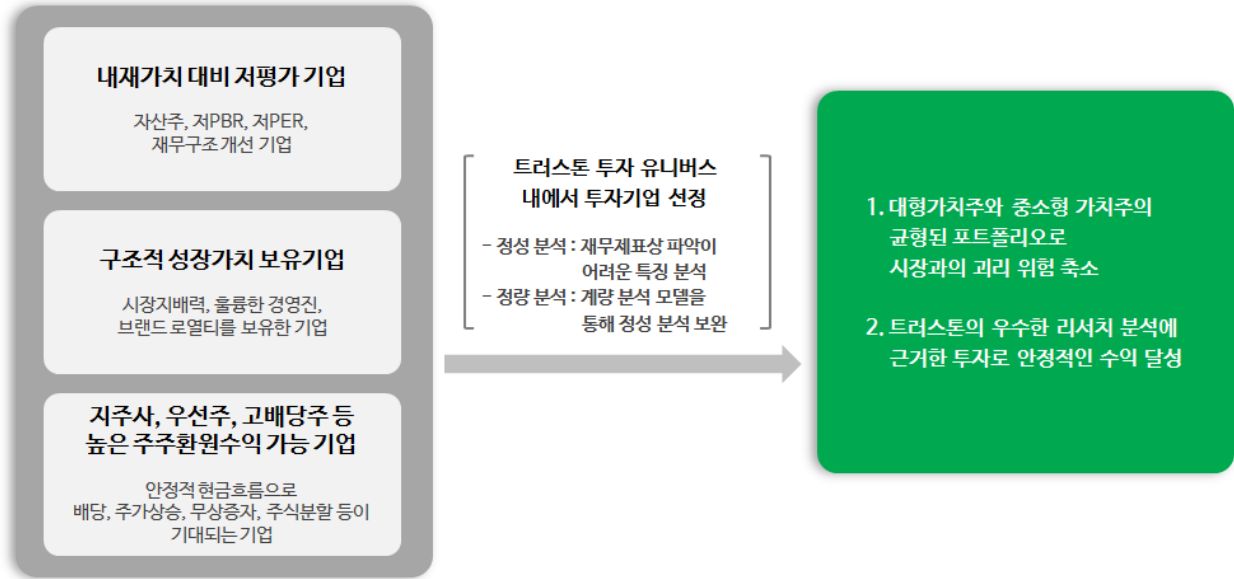 내재가치 대비 저평가 기업
자산주, 저PBR, 저PER,
재무구조 개선 기업
구조적 성장가치 보유기업
시장지배력, 훌륭한 경영진,
브랜드 로열티를 보유한 기업
지주사, 우선주, 고배당주 등
높은 주주환원수익 가능 기업
안정적 현금흐름으로
배당, 주가상승, 무상증자, 주식분할 등이
기대되는 기업
트러스톤 투자 유니버스
내에서 투자기업 선정
- 정성 분석 : 재무제표상 파악이
어려운 특징 분석
- 정량 분석 : 계량 분석 모델을
통해 정성 분석 보완
1. 대형가치주와 중소형 가치주의
균형된 포트폴리오로
시장과의 괴리 위험 축소
2. 트러스톤의 우수한 리서치 분석에
근거한 투자로 안정적인 수익 달성